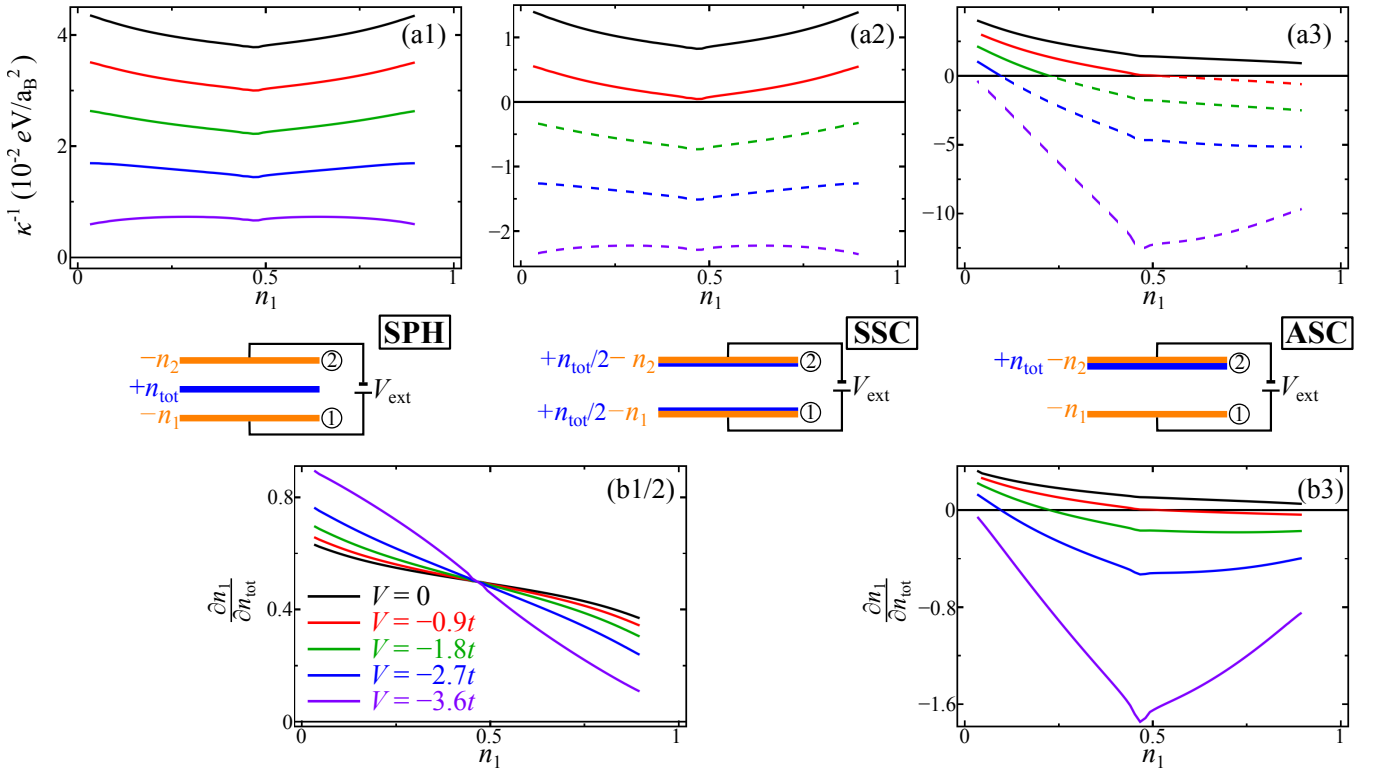 (a1)
(a2)
(a3)
κ⁻¹ (10⁻² eV/a_B²)
4
2
0
0
0.5
1
n₁
1
0
−1
−2
0
0.5
1
n₁
5
0
−5
−10
0
0.5
1
n₁
SPH
−n₂
②
+n_tot
V_ext
−n₁
①
SSC
+n_tot/2−n₂
②
V_ext
+n_tot/2−n₁
①
ASC
+n_tot −n₂
②
V_ext
−n₁
①
(b1/2)
∂n₁
∂n_tot
0.8
0.4
0
V = 0
V = −0.9t
V = −1.8t
V = −2.7t
V = −3.6t
0
0.5
1
n₁
(b3)
∂n₁
∂n_tot
0
−0.8
−1.6
0
0.5
1
n₁